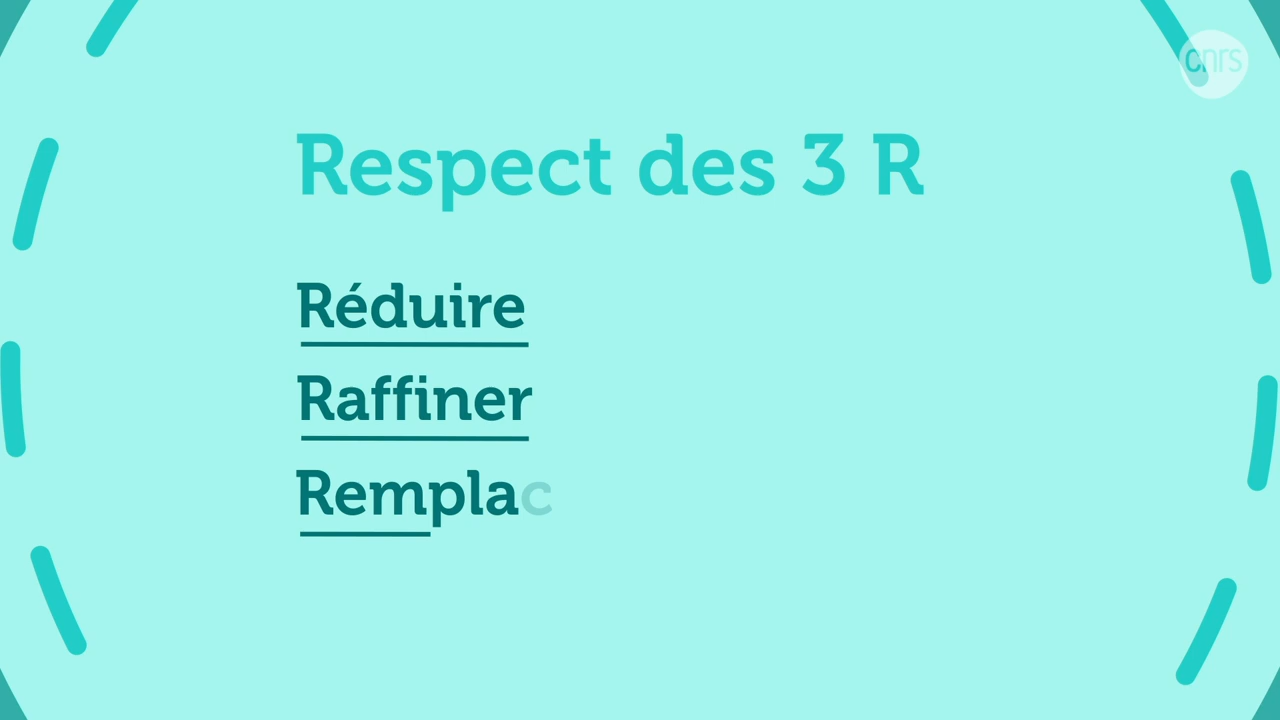 cnrs
Respect des 3 R
Réduire
Raffiner
Remplac